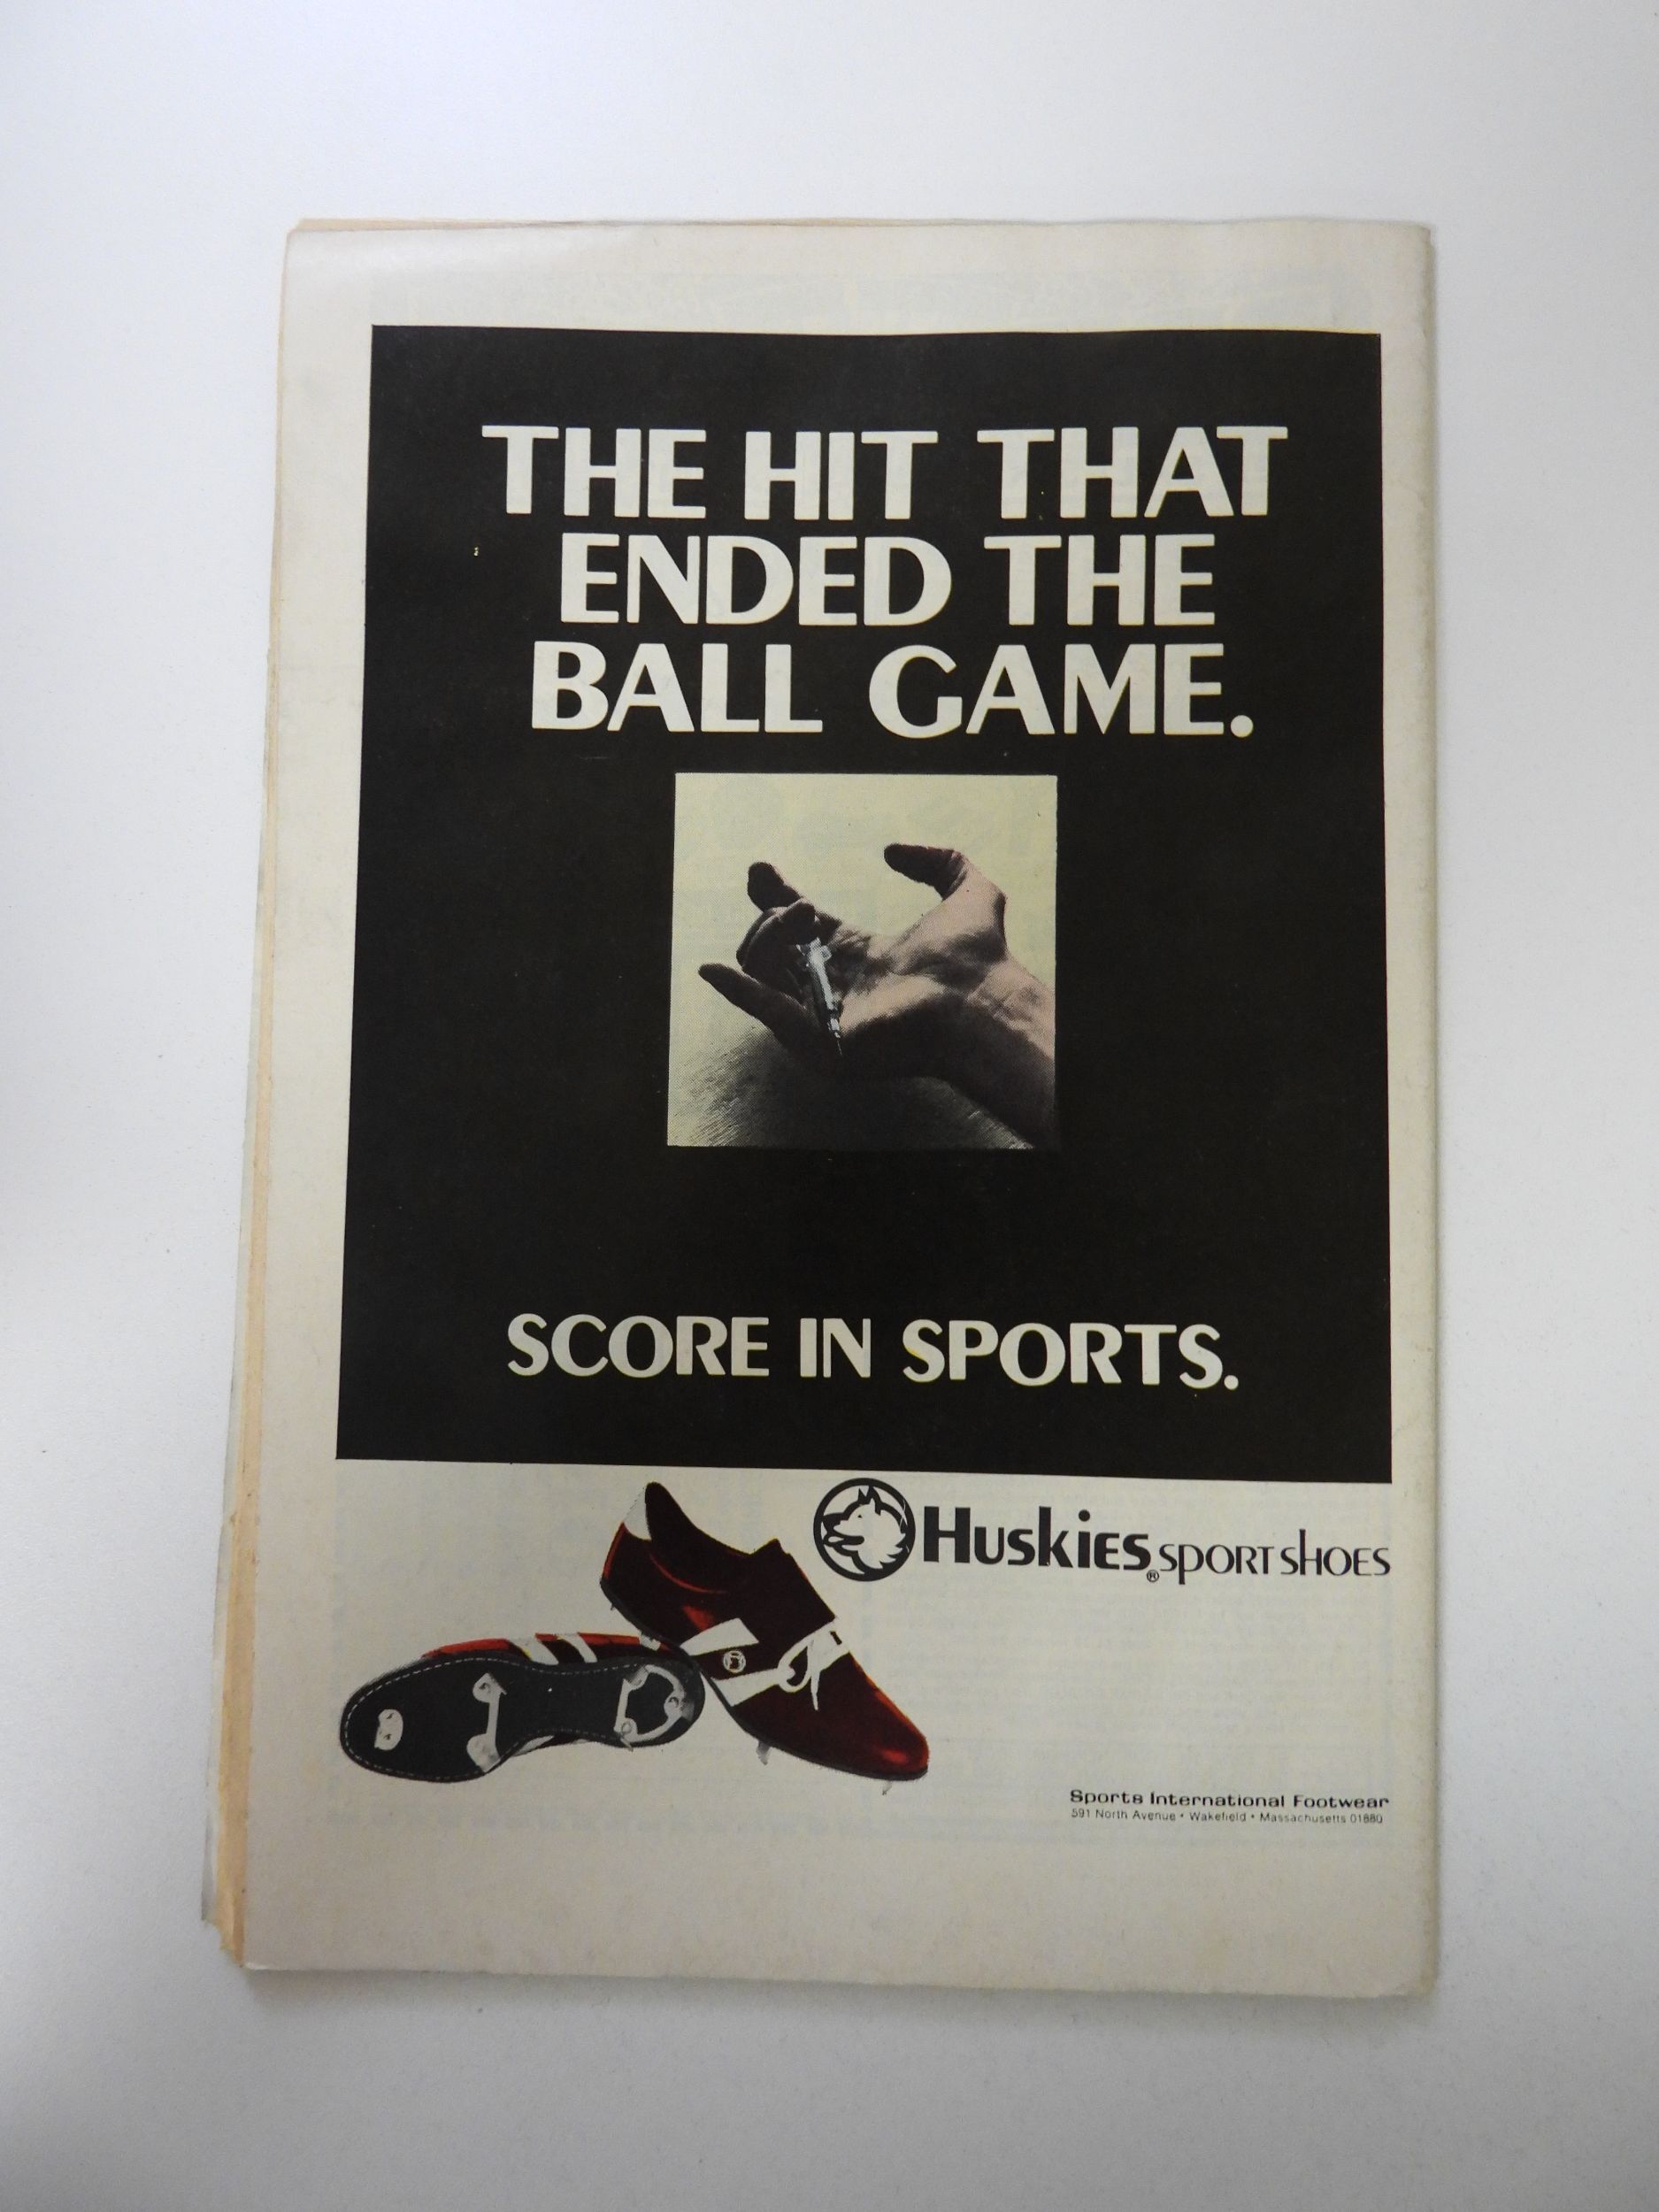 THE HIT THAT
ENDED THE
BALL GAME.
SCORE IN SPORTS.
HUSKIES® SPORT SHOES
Sports International Footwear
591 North Avenue • Wakefield • Massachusetts 01880